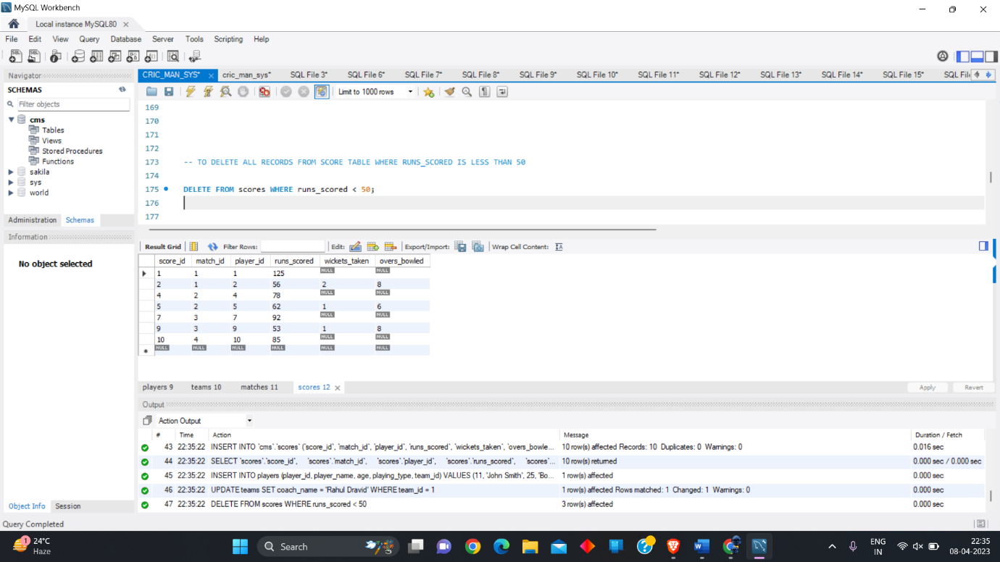 MySQL Workbench
Local instance MySQL80
File Edit View Query Database Server Tools Scripting Help
Navigator
SCHEMAS
Filter objects
cms
Tables
Views
Stored Procedures
Functions
sakila
sys
world
Administration Schemas
Information
No object selected
Object Info Session
CRIC_MAN_SYS* cric_man_sys* SQL File 3* SQL File 6* SQL File 7* SQL File 8* SQL File 9* SQL File 10* SQL File 11* SQL File 12* SQL File 13* SQL File 14* SQL File 15* SQL Fil
Limit to 1000 rows
169
170
171
172
173 -- TO DELETE ALL RECORDS FROM SCORE TABLE WHERE RUNS_SCORED IS LESS THAN 50
174
175 DELETE FROM scores WHERE runs_scored < 50;
176
177
Result Grid Filter Rows: Edit: Export/Import: Wrap Cell Content:
score_id match_id player_id runs_scored wickets_taken overs_bowled
1 1 1 125 NULL NULL
2 1 2 56 2 8
4 2 4 78 NULL NULL
5 2 5 62 1 6
7 3 7 92 NULL NULL
9 3 9 53 1 8
10 4 10 85 NULL NULL
NULL NULL NULL NULL NULL NULL
players 9 teams 10 matches 11 scores 12 Apply Revert
Output
Action Output
# Time Action Message Duration / Fetch
43 22:35:22 INSERT INTO `cms`.`scores` (`score_id`, `match_id`, `player_id`, `runs_scored`, `wickets_taken`, `overs_bowle... 10 row(s) affected Records: 10 Duplicates: 0 Warnings: 0 0.016 sec
44 22:35:22 SELECT `scores`.`score_id`, `scores`.`match_id`, `scores`.`player_id`, `scores`.`runs_scored`, `scores`... 10 row(s) returned 0.000 sec / 0.000 sec
45 22:35:22 INSERT INTO players (player_id, player_name, age, playing_type, team_id) VALUES (11, 'John Smith', 25, 'Bo... 1 row(s) affected 0.000 sec
46 22:35:22 UPDATE teams SET coach_name = 'Rahul Dravid' WHERE team_id = 1 1 row(s) affected Rows matched: 1 Changed: 1 Warnings: 0 0.000 sec
47 22:35:22 DELETE FROM scores WHERE runs_scored < 50 3 row(s) affected 0.000 sec
Query Completed
1 24°C
Haze
Search
ENG
IN
22:35
08-04-2023